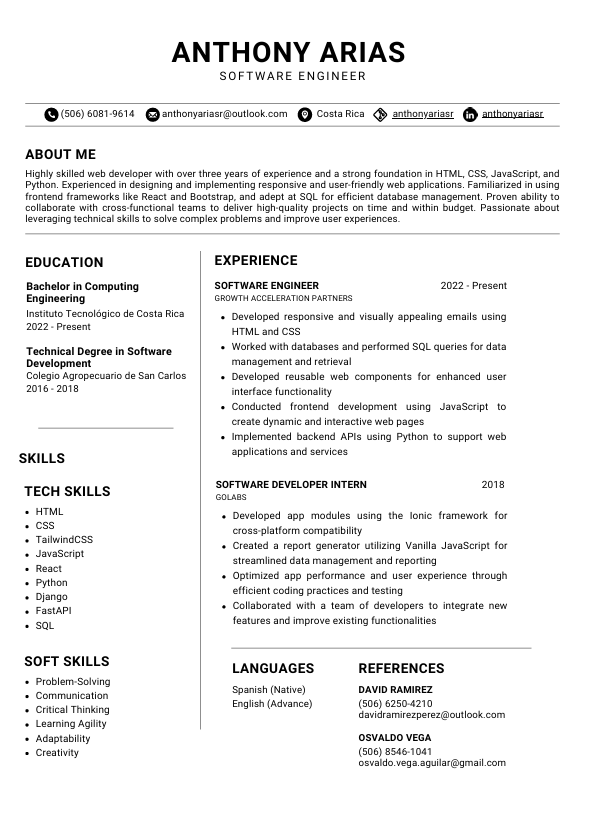 ANTHONY ARIAS
SOFTWARE ENGINEER
(506) 6081-9614 anthonyariasr@outlook.com Costa Rica anthonyariasr anthonyariasr
ABOUT ME
Highly skilled web developer with over three years of experience and a strong foundation in HTML, CSS, JavaScript, and
Python. Experienced in designing and implementing responsive and user-friendly web applications. Familiarized in using
frontend frameworks like React and Bootstrap, and adept at SQL for efficient database management. Proven ability to
collaborate with cross-functional teams to deliver high-quality projects on time and within budget. Passionate about
leveraging technical skills to solve complex problems and improve user experiences.
EDUCATION
Bachelor in Computing
Engineering
Instituto Tecnológico de Costa Rica
2022 - Present
Technical Degree in Software
Development
Colegio Agropecuario de San Carlos
2016 - 2018
SKILLS
TECH SKILLS
• HTML
• CSS
• TailwindCSS
• JavaScript
• React
• Python
• Django
• FastAPI
• SQL
SOFT SKILLS
• Problem-Solving
• Communication
• Critical Thinking
• Learning Agility
• Adaptability
• Creativity
EXPERIENCE
SOFTWARE ENGINEER 2022 - Present
GROWTH ACCELERATION PARTNERS
• Developed responsive and visually appealing emails using
HTML and CSS
• Worked with databases and performed SQL queries for data
management and retrieval
• Developed reusable web components for enhanced user
interface functionality
• Conducted frontend development using JavaScript to
create dynamic and interactive web pages
• Implemented backend APIs using Python to support web
applications and services
SOFTWARE DEVELOPER INTERN 2018
GOLABS
• Developed app modules using the Ionic framework for
cross-platform compatibility
• Created a report generator utilizing Vanilla JavaScript for
streamlined data management and reporting
• Optimized app performance and user experience through
efficient coding practices and testing
• Collaborated with a team of developers to integrate new
features and improve existing functionalities
LANGUAGES
Spanish (Native)
English (Advance)
REFERENCES
DAVID RAMIREZ
(506) 6250-4210
davidramirezperez@outlook.com
OSVALDO VEGA
(506) 8546-1041
osvaldo.vega.aguilar@gmail.com